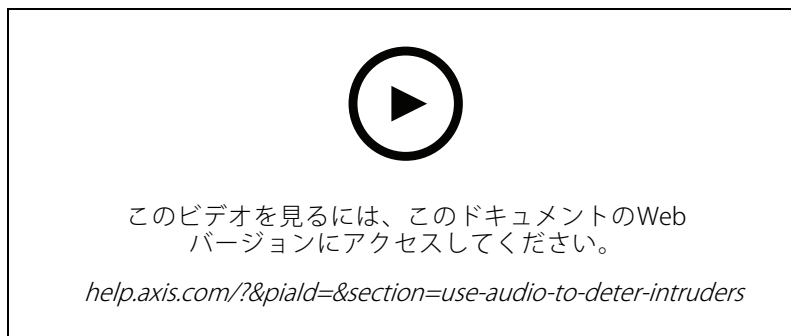 このビデオを見るには、このドキュメントのWeb
バージョンにアクセスしてください。
help.axis.com/?&piaId=&section=use-audio-to-deter-intruders